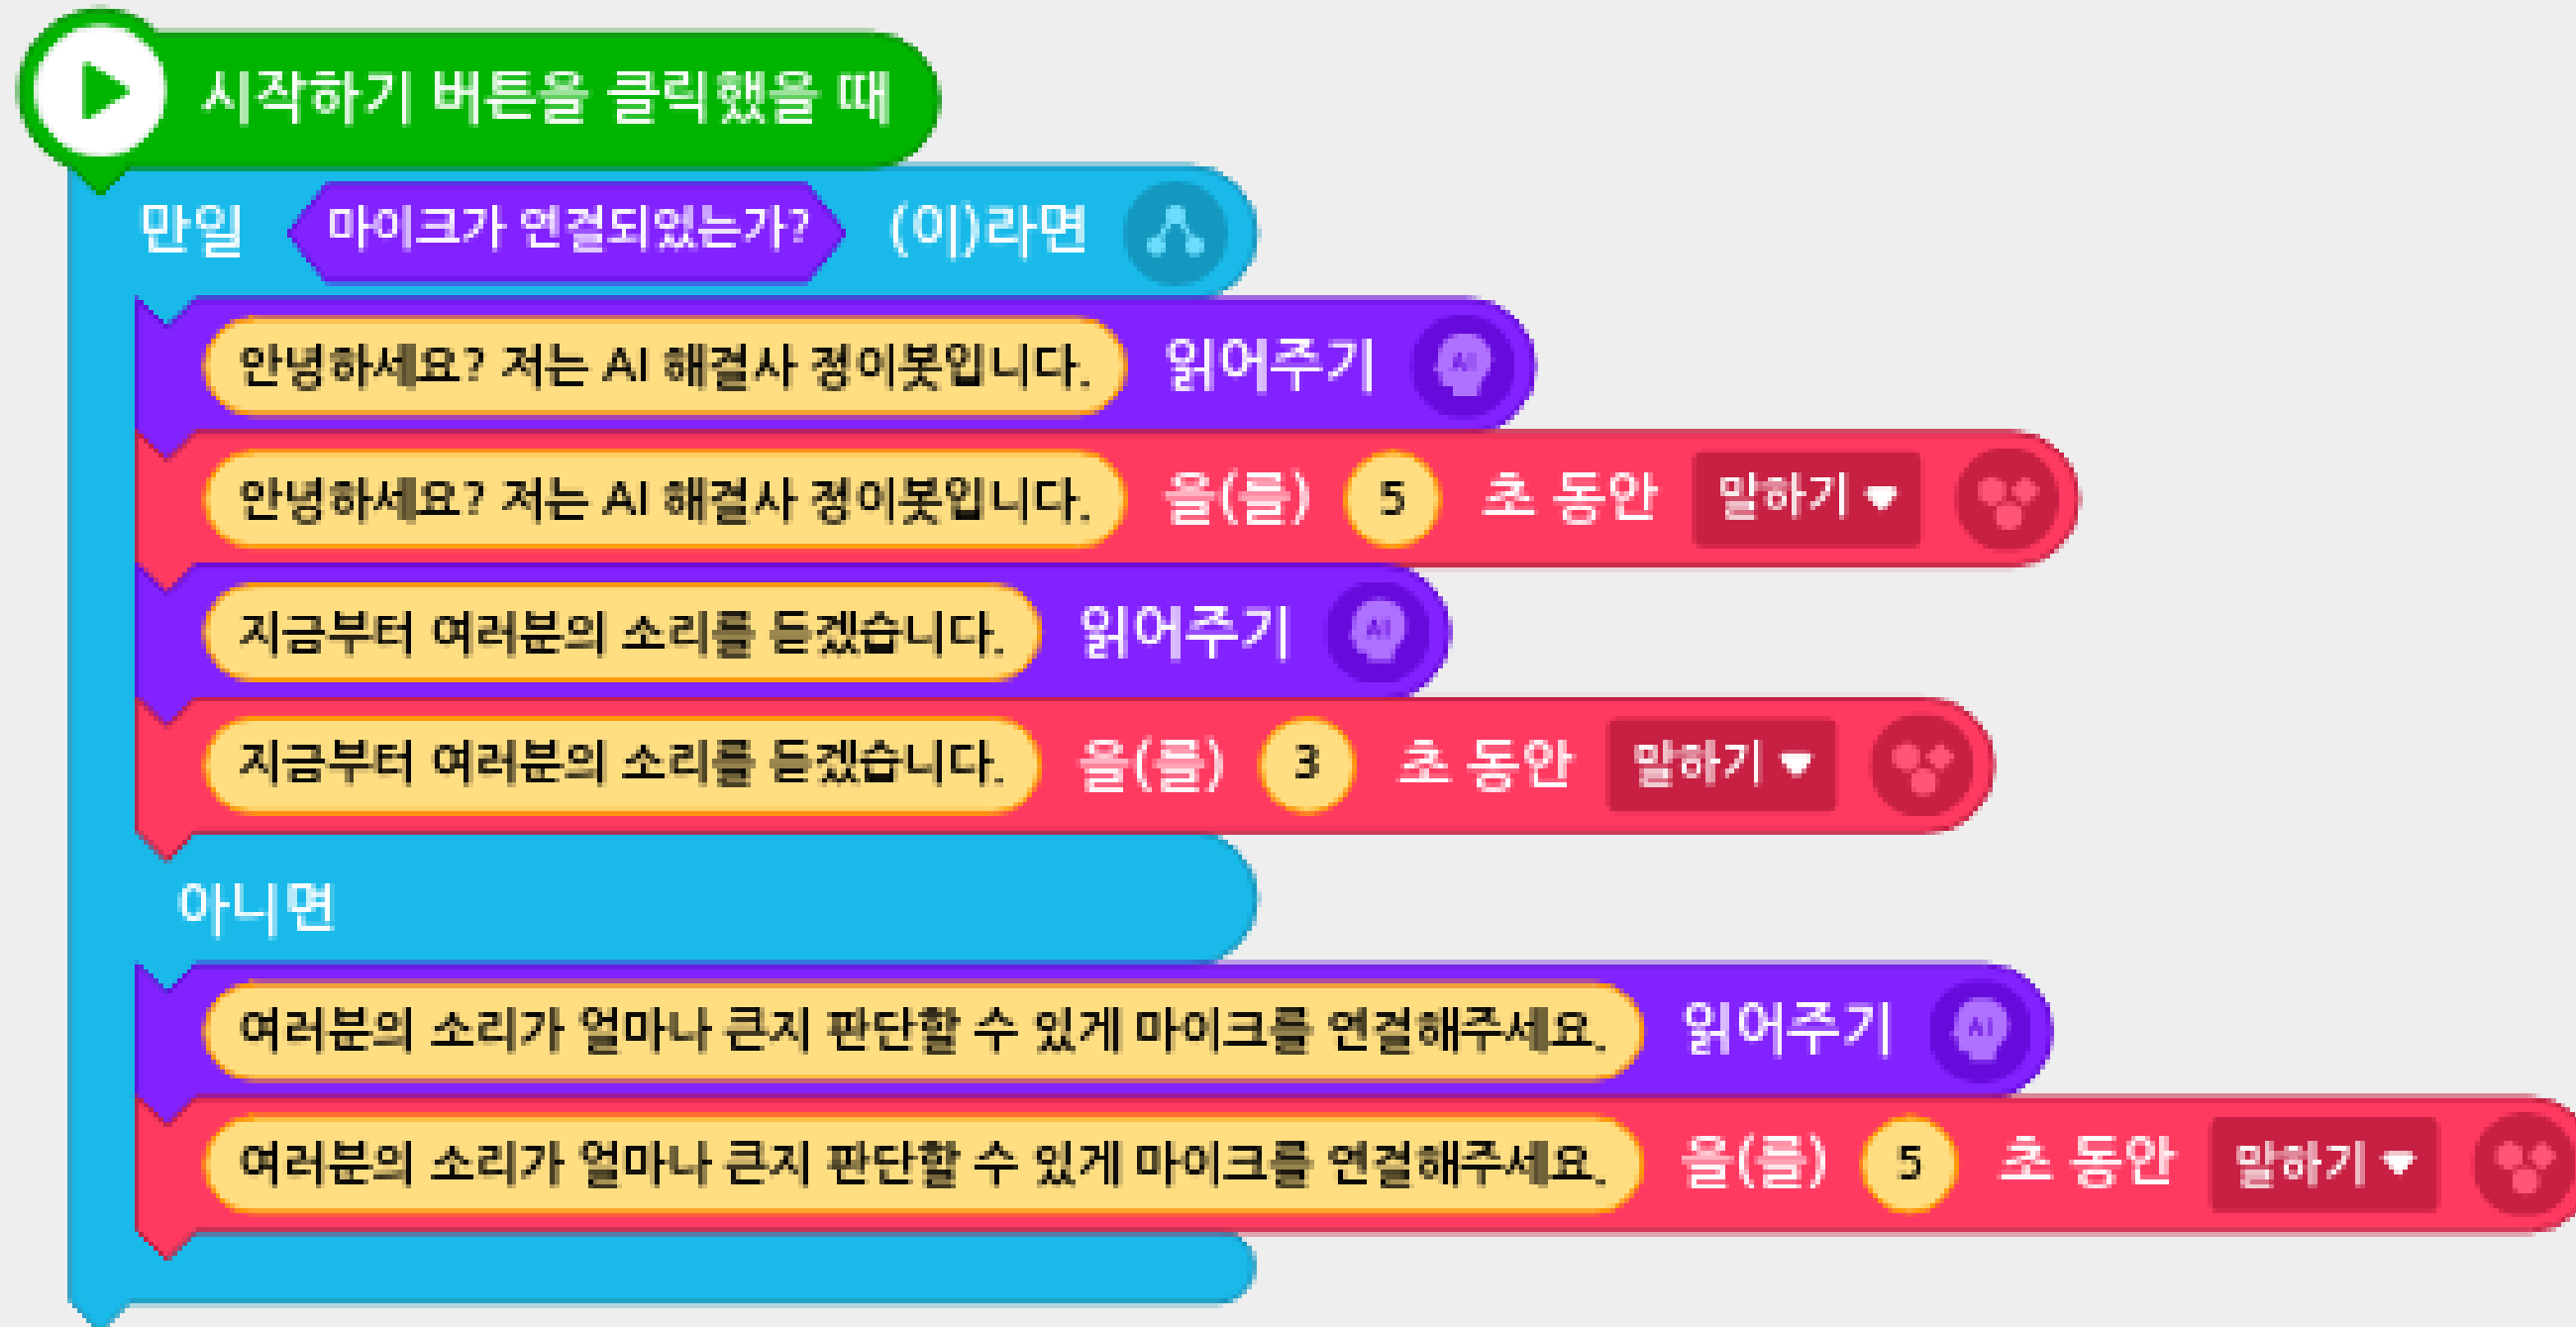 시작하기 버튼을 클릭했을 때
만일 마이크가 연결되었는가? (이)라면
안녕하세요? 저는 AI 해결사 정이봇입니다. 읽어주기
안녕하세요? 저는 AI 해결사 정이봇입니다. 을(를) 5 초 동안 말하기
지금부터 여러분의 소리를 듣겠습니다. 읽어주기
지금부터 여러분의 소리를 듣겠습니다. 을(를) 3 초 동안 말하기
아니면
여러분의 소리가 얼마나 큰지 판단할 수 있게 마이크를 연결해주세요. 읽어주기
여러분의 소리가 얼마나 큰지 판단할 수 있게 마이크를 연결해주세요. 을(를) 5 초 동안 말하기